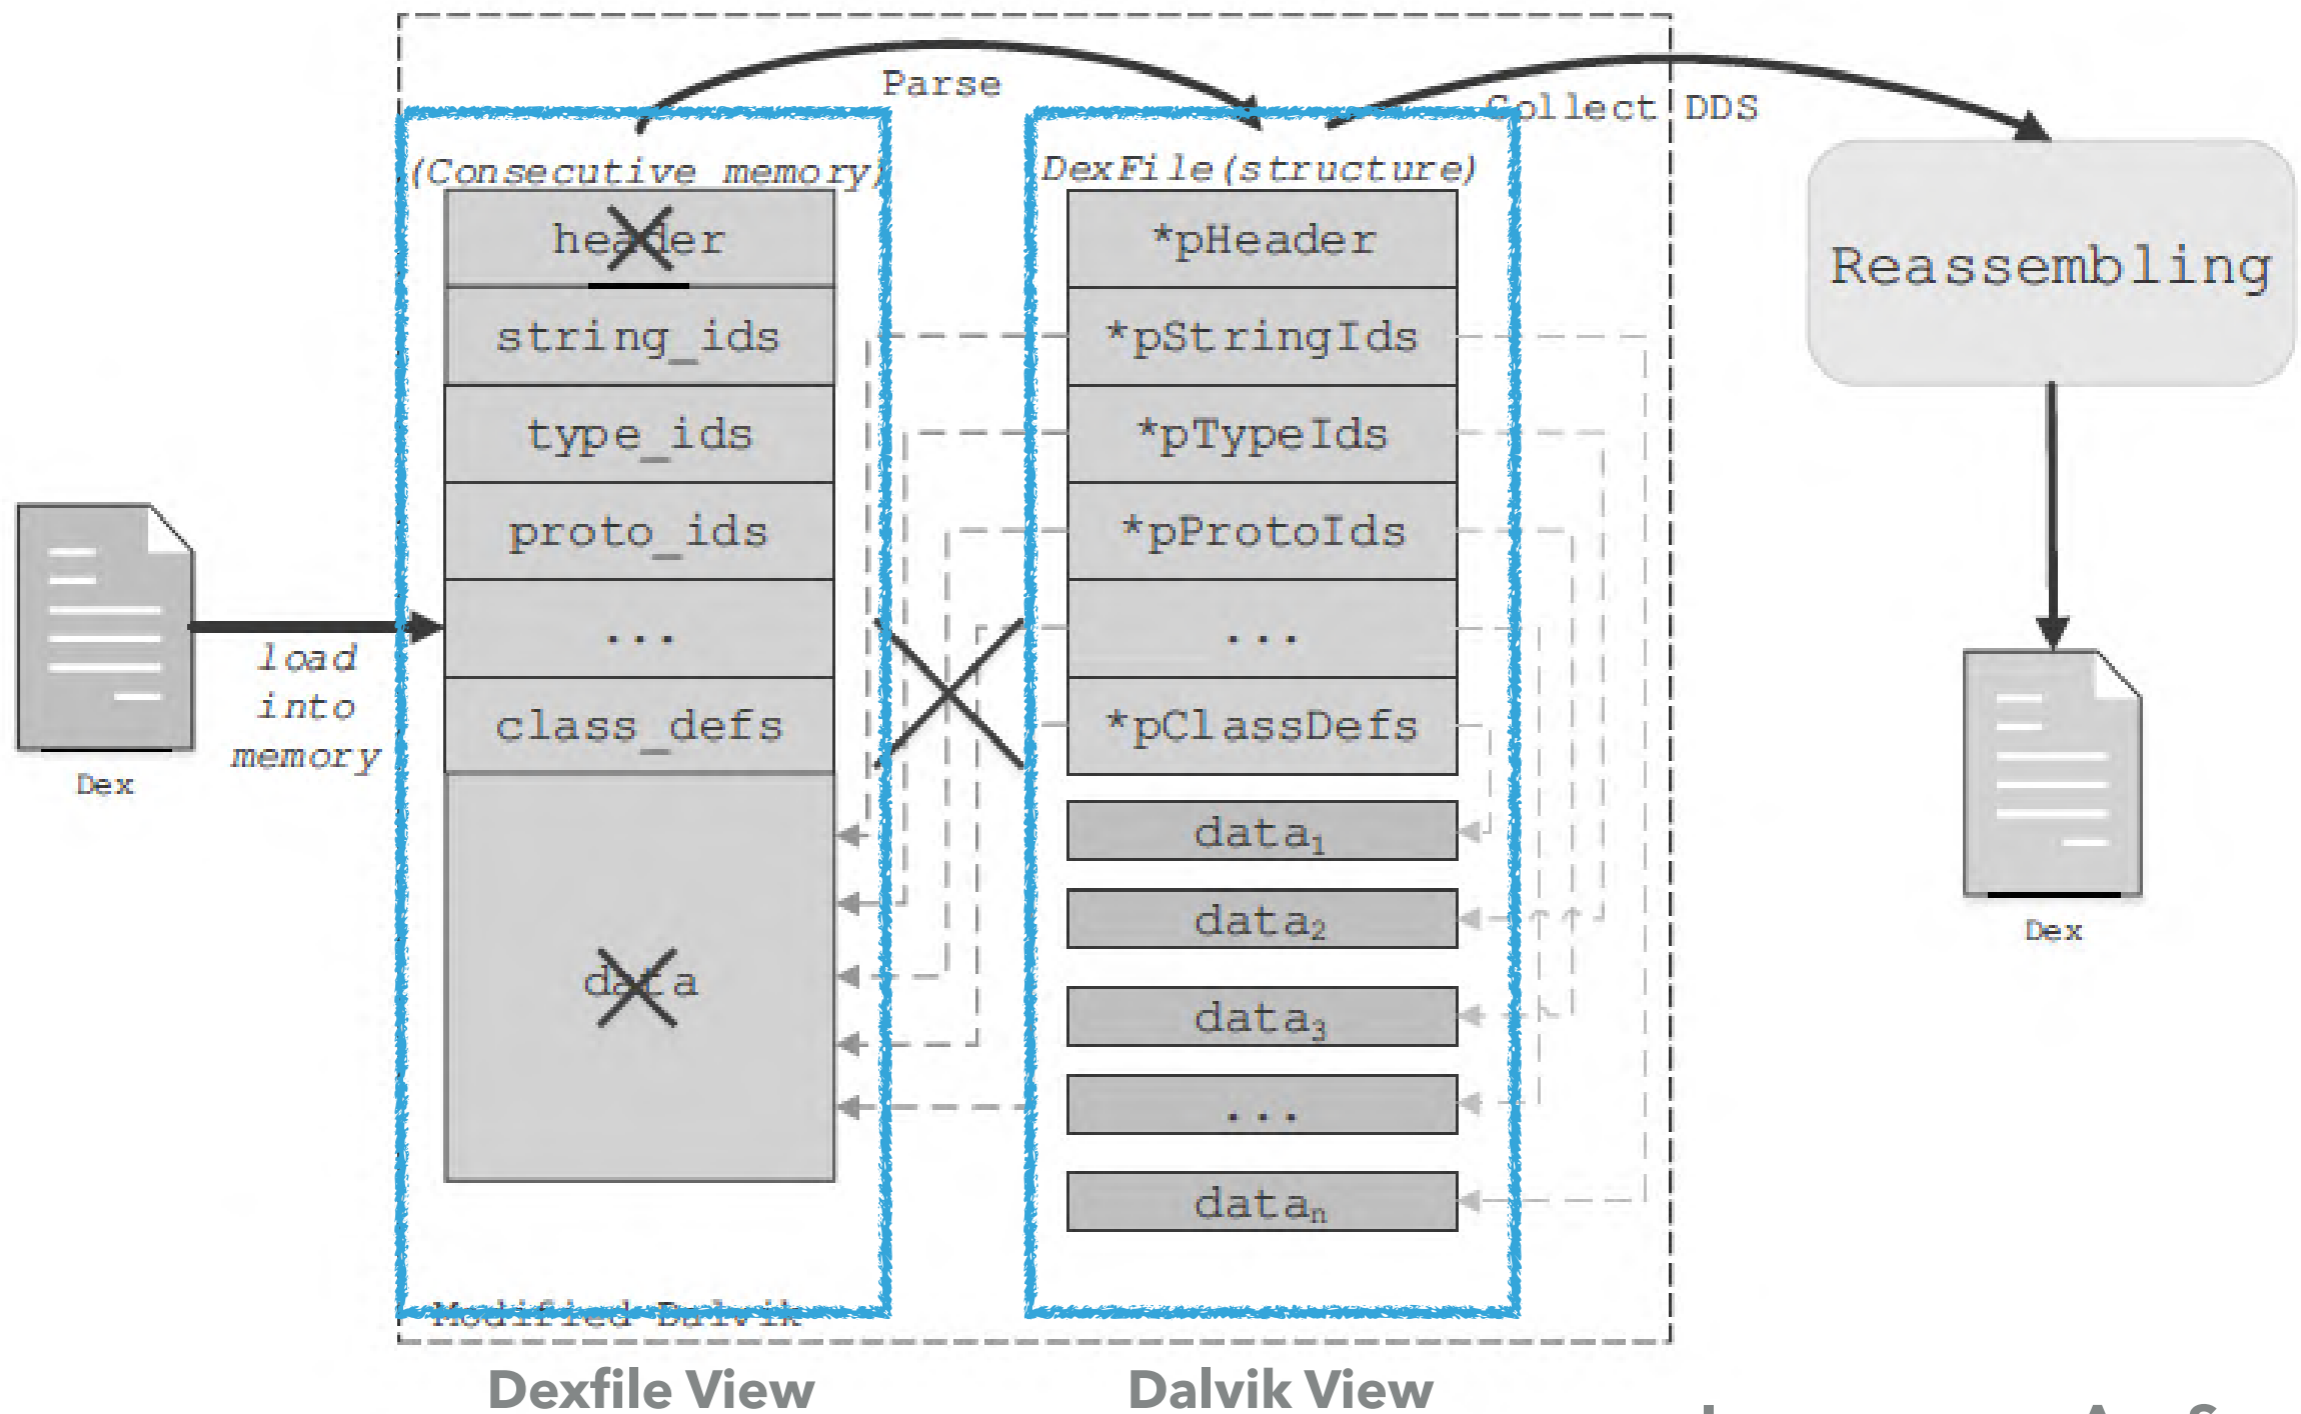 Parse
Collect DDS
(Consecutive memory)
header
string_ids
type_ids
proto_ids
...
class_defs
data
DexFile(structure)
*pHeader
*pStringIds
*pTypeIds
*pProtoIds
...
*pClassDefs
data1
data2
data3
...
datan
Reassembling
load
into
memory
Dex
Dex
Modified Dalvik
Dexfile View
Dalvik View